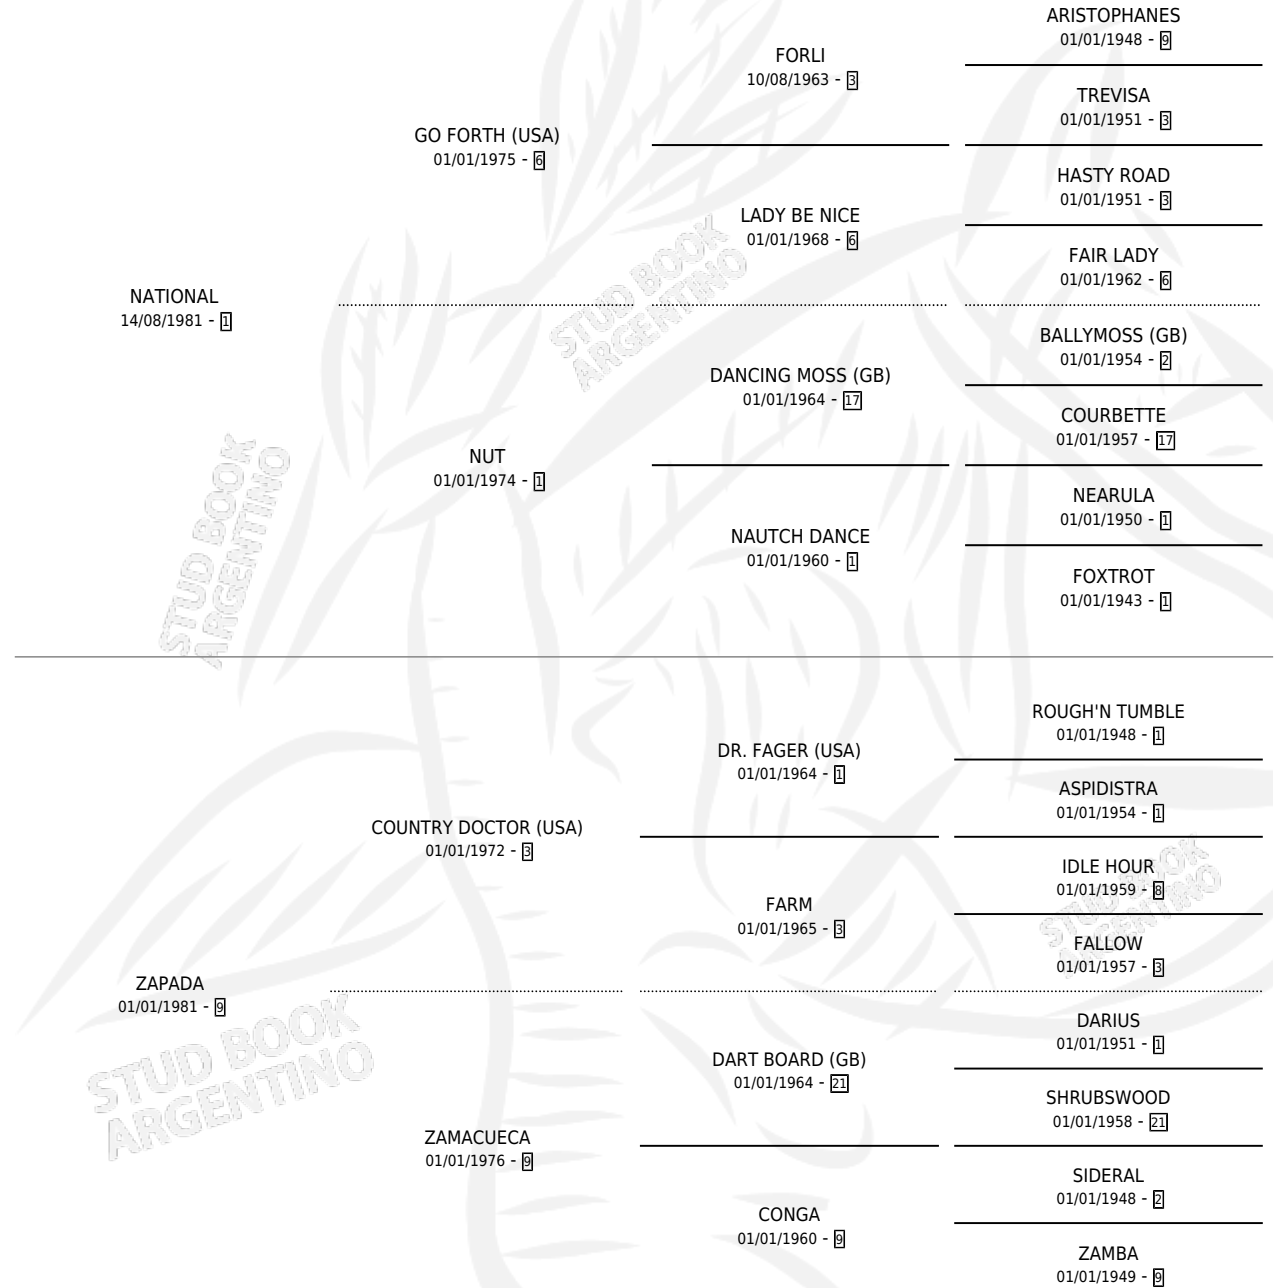 ARISTOPHANES
01/01/1948 - 9
FORLI
10/08/1963 - 3
TREVISA
01/01/1951 - 3
GO FORTH (USA)
01/01/1975 - 6
HASTY ROAD
01/01/1951 - 3
LADY BE NICE
01/01/1968 - 6
FAIR LADY
01/01/1962 - 6
NATIONAL
14/08/1981 - 1
STUD BOOK
ARGENTINO
BALLYMOSS (GB)
01/01/1954 - 2
DANCING MOSS (GB)
01/01/1964 - 17
COURBETTE
01/01/1957 - 17
NUT
01/01/1974 - 1
NEARULA
01/01/1950 - 1
NAUTCH DANCE
01/01/1960 - 1
FOXTROT
01/01/1943 - 1
STUD BOOK
ARGENTINO
ROUGH'N TUMBLE
01/01/1948 - 1
DR. FAGER (USA)
01/01/1964 - 1
ASPIDISTRA
01/01/1954 - 1
COUNTRY DOCTOR (USA)
01/01/1972 - 3
IDLE HOUR
01/01/1959 - 8
FARM
01/01/1965 - 3
FALLOW
01/01/1957 - 3
STUD BOOK
ARGENTINO
ZAPADA
01/01/1981 - 9
DARIUS
01/01/1951 - 1
DART BOARD (GB)
01/01/1964 - 21
SHRUBSWOOD
01/01/1958 - 21
STUD BOOK
ARGENTINO
ZAMACUECA
01/01/1976 - 9
SIDERAL
01/01/1948 - 2
CONGA
01/01/1960 - 9
ZAMBA
01/01/1949 - 9